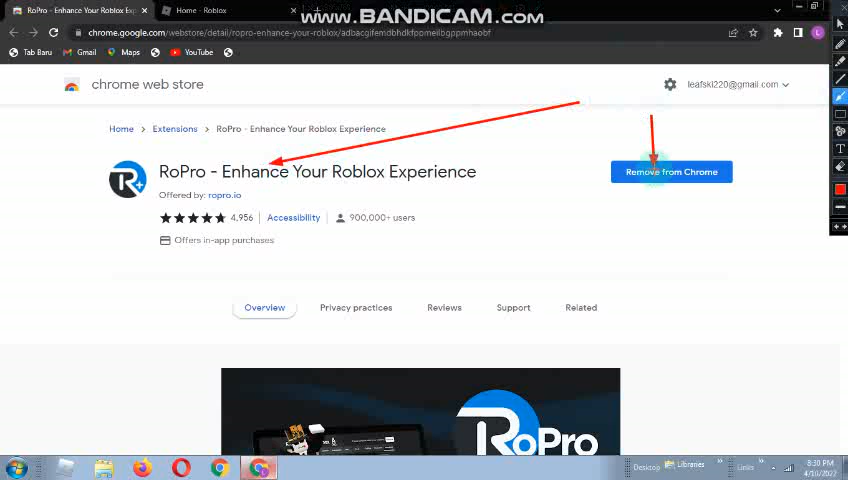 RoPro - Enhance Your Roblox Exp
Home - Roblox
www.BANDICAM.com
chrome.google.com/webstore/detail/ropro-enhance-your-roblox/adbacgifemdbhdkfppmeilbgppmhaobf
Tab Baru
Gmail
Maps
YouTube
chrome web store
leafski220@gmail.com
Home
Extensions
RoPro - Enhance Your Roblox Experience
RoPro - Enhance Your Roblox Experience
Remove from Chrome
Offered by: ropro.io
4,956
Accessibility
900,000+ users
Offers in-app purchases
Overview
Privacy practices
Reviews
Support
Related
RoPro
Desktop
Libraries
Links
8:30 PM
4/10/2022